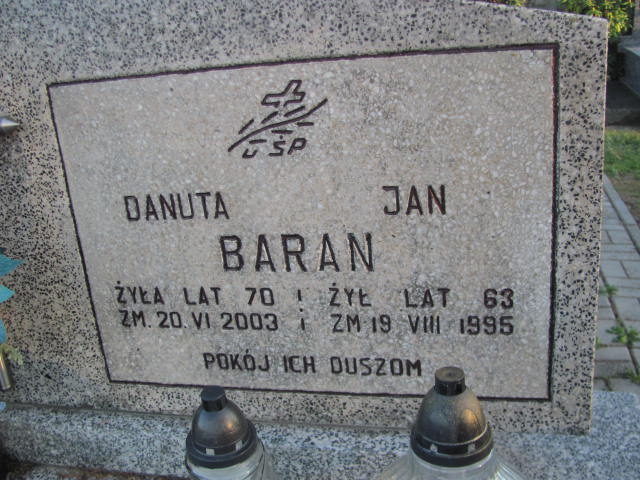 ŚP
DANUTA JAN
BARAN
ŻYŁA LAT 70 ŻYŁ LAT 63
ZM. 20 VI 2003 ZM 19 VIII 1995
POKÓJ ICH DUSZOM